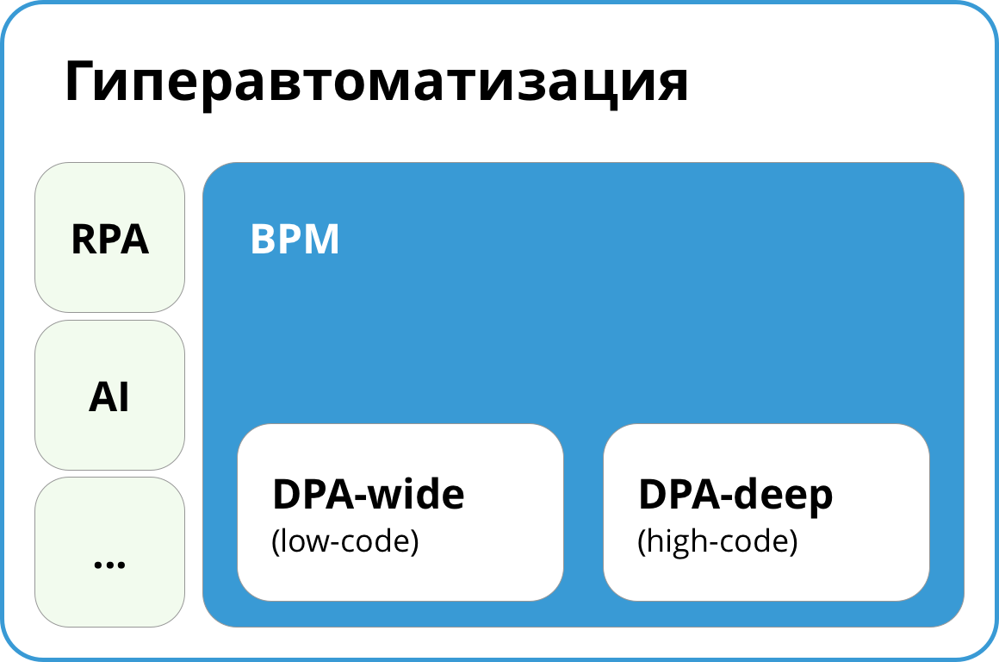 Гиперавтоматизация
RPA
BPM
AI
...
DPA-wide
(low-code)
DPA-deep
(high-code)